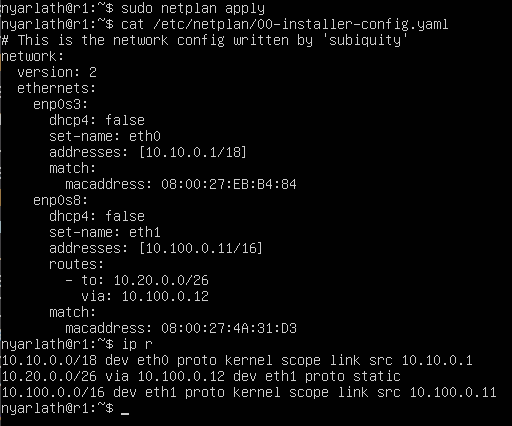 nyarlath@r1:~$ sudo netplan apply
nyarlath@r1:~$ cat /etc/netplan/00-installer-config.yaml
# This is the network config written by 'subiquity'
network:
  version: 2
  ethernets:
    enp0s3:
      dhcp4: false
      set-name: eth0
      addresses: [10.10.0.1/18]
      match:
        macaddress: 08:00:27:EB:B4:84
    enp0s8:
      dhcp4: false
      set-name: eth1
      addresses: [10.100.0.11/16]
      routes:
        - to: 10.20.0.0/26
          via: 10.100.0.12
      match:
        macaddress: 08:00:27:4A:31:D3
nyarlath@r1:~$ ip r
10.10.0.0/18 dev eth0 proto kernel scope link src 10.10.0.1
10.20.0.0/26 via 10.100.0.12 dev eth1 proto static
10.100.0.0/16 dev eth1 proto kernel scope link src 10.100.0.11
nyarlath@r1:~$ _